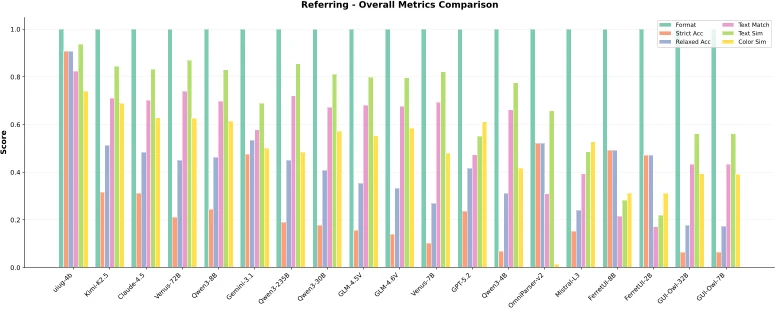 Referring - Overall Metrics Comparison
Format
Strict Acc
Relaxed Acc
Text Match
Text Sim
Color Sim
Score
1.0
0.8
0.6
0.4
0.2
0.0
uiug-4b
Kimi-K2.5
Claude-4.5
Venus-72B
Qwen3-8B
Gemini-3.1
Qwen3-235B
Qwen3-30B
GLM-4.5V
GLM-4.6V
Venus-7B
GPT-5.2
Qwen3-4B
OmniParser-v2
Mistral-L3
FerretUI-8B
FerretUI-2B
GUI-Owl-32B
GUI-Owl-7B